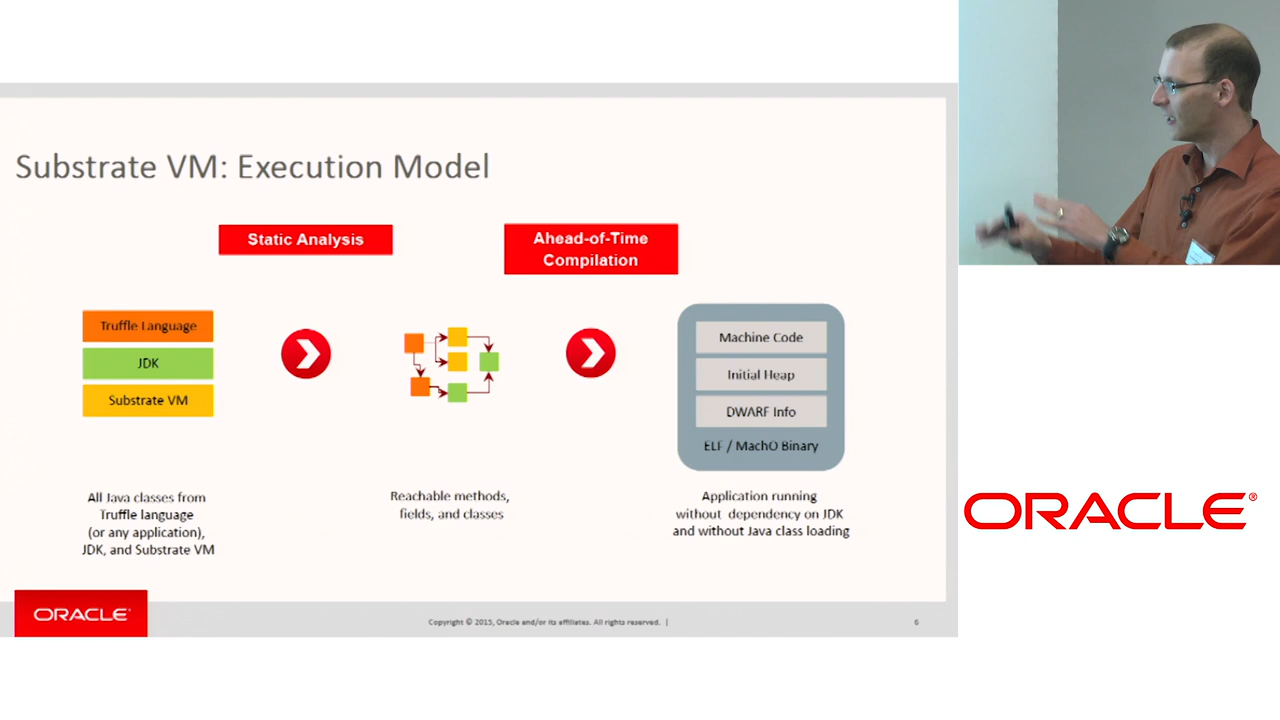 Substrate VM: Execution Model
Static Analysis
Ahead-of-Time
Compilation
Truffle Language
JDK
Substrate VM
Machine Code
Initial Heap
DWARF Info
ELF / MachO Binary
All Java classes from
Truffle language
(or any application),
JDK, and Substrate VM
Reachable methods,
fields, and classes
Application running
without dependency on JDK
and without Java class loading
ORACLE®
ORACLE®
Copyright © 2015, Oracle and/or its affiliates. All rights reserved. |
6